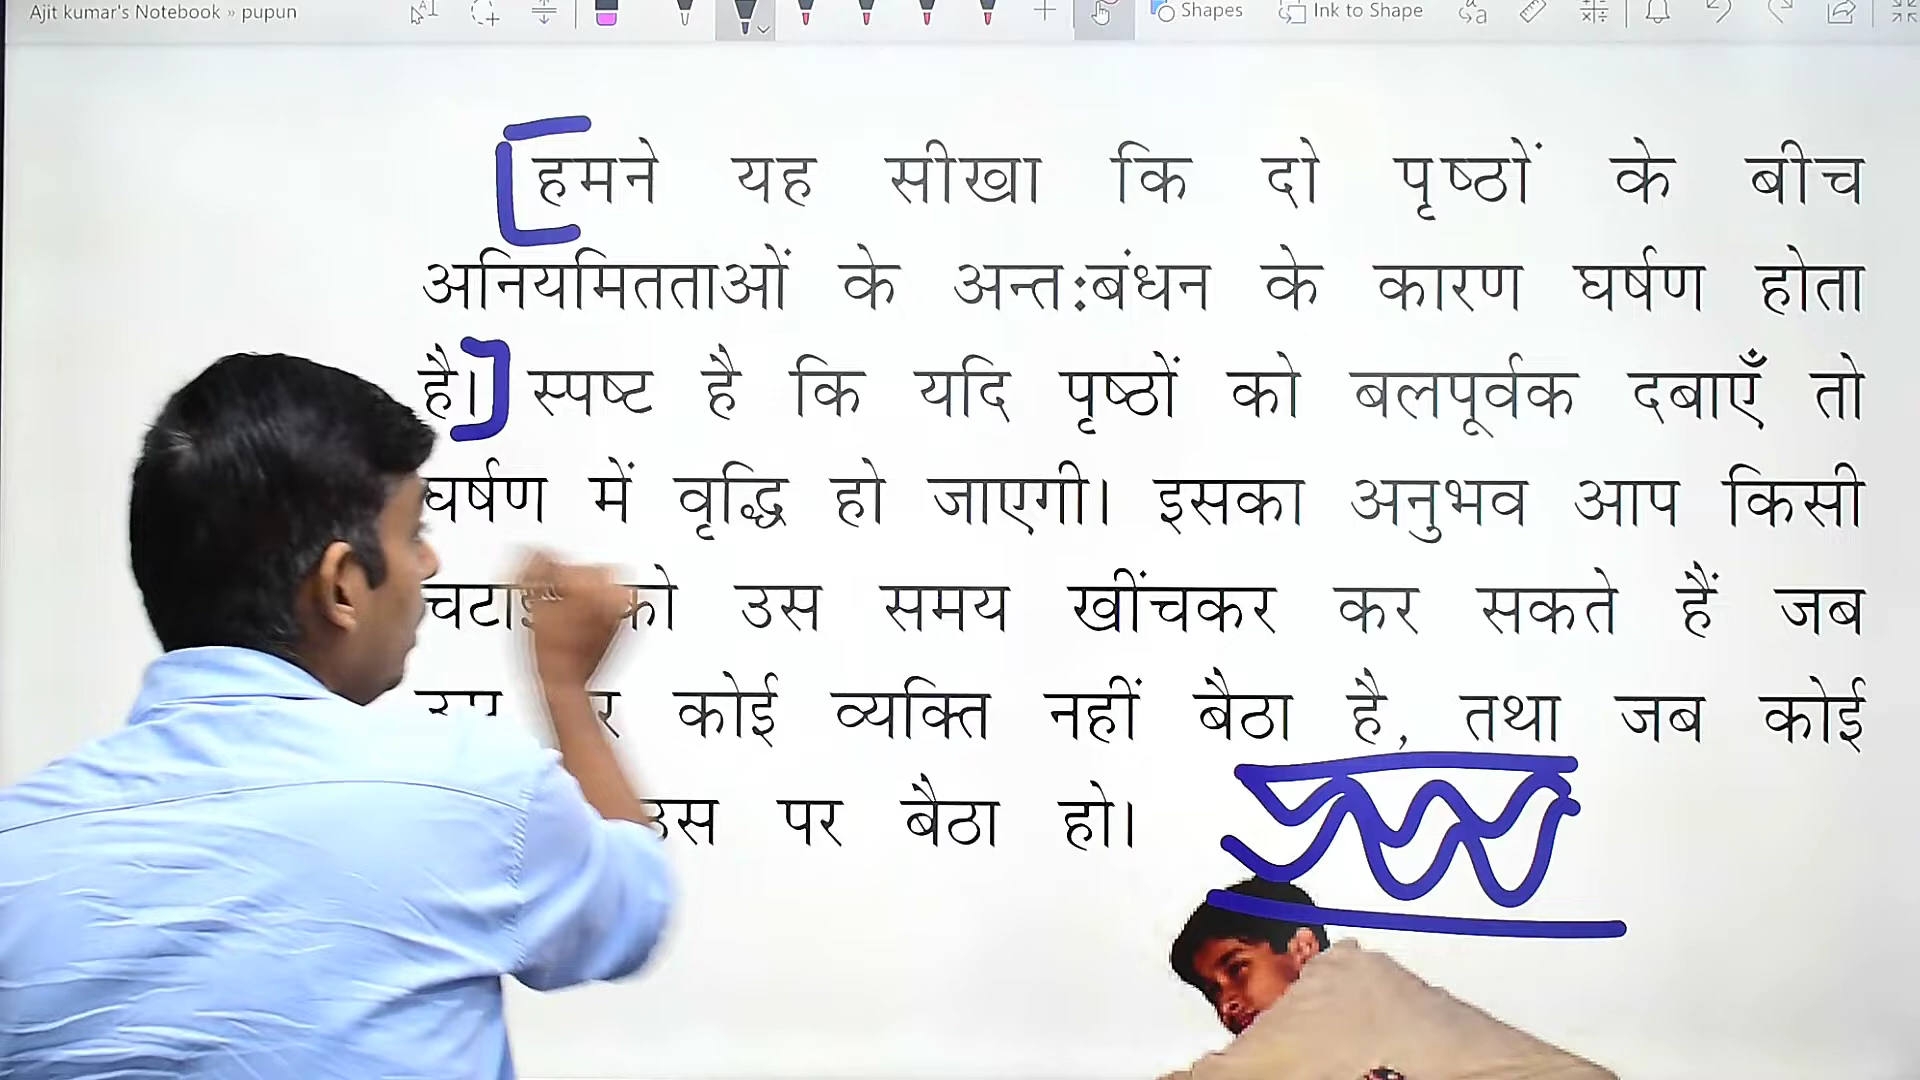 Ajit kumar's Notebook » pupun
Shapes
Ink to Shape
हमने यह सीखा कि दो पृष्ठों के बीच
अनियमितताओं के अन्त:बंधन के कारण घर्षण होता
है। स्पष्ट है कि यदि पृष्ठों को बलपूर्वक दबाएँ तो
घर्षण में वृद्धि हो जाएगी। इसका अनुभव आप किसी
को उस समय खींचकर कर सकते हैं जब
कोई व्यक्ति नहीं बैठा है, तथा जब कोई
उस पर बैठा हो।